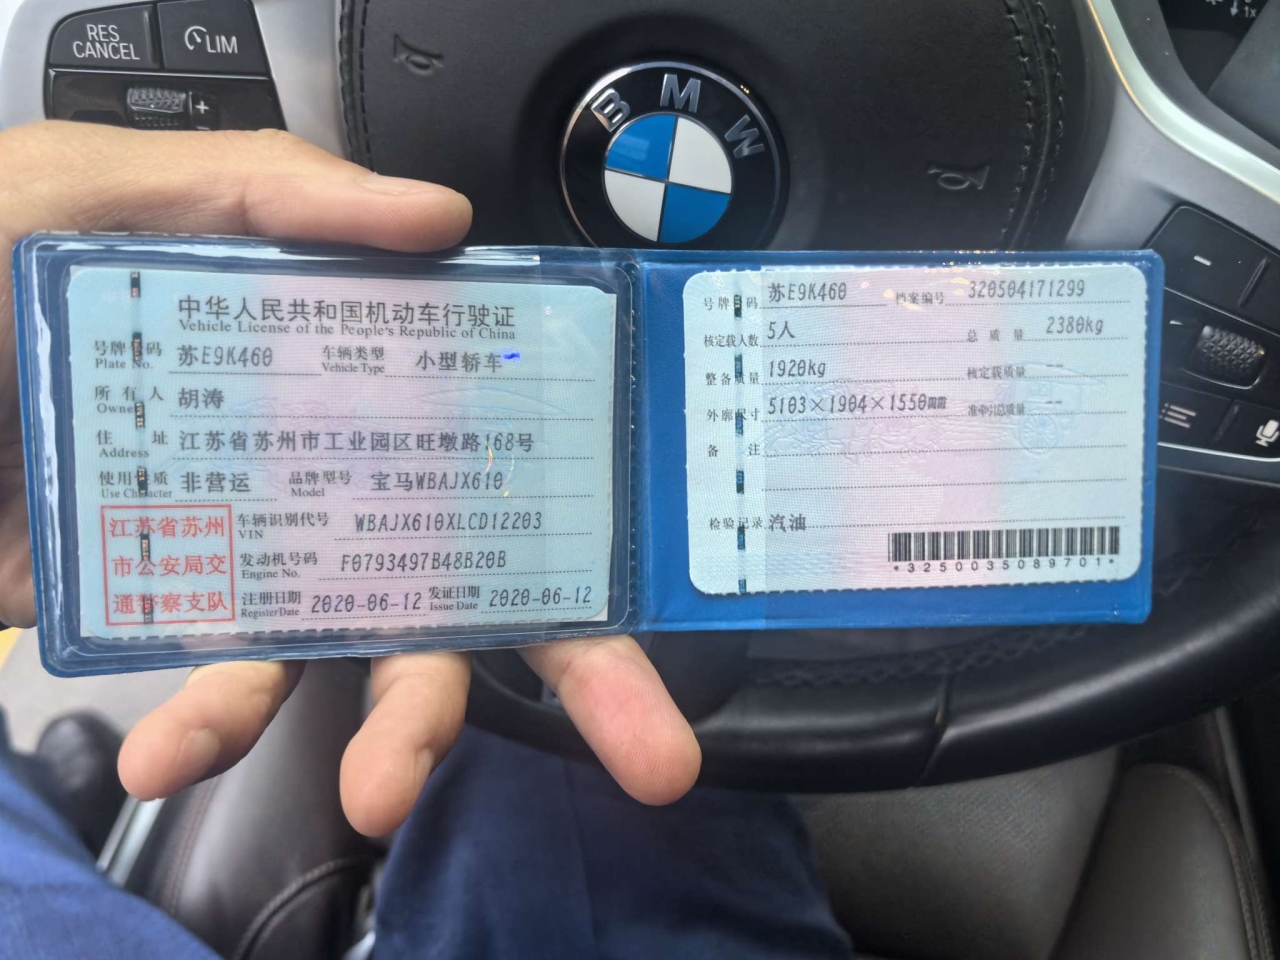 RES
CANCEL
LIM
+
BMW
中华人民共和国机动车行驶证
Vehicle License of the People's Republic of China
号牌号码 苏E9K460 车辆类型 小型轿车
Plate No. Vehicle Type
所有人 胡涛
Owner
住址 江苏省苏州市工业园区旺墩路168号
Address
使用性质 非营运 品牌型号 宝马WBAJX610
Use Character Model
江苏省苏州
市公安局交
通警察支队
车辆识别代号 WBAJX610XLCD12203
VIN
发动机号码 F0793497B48B20B
Engine No.
注册日期 2020-06-12 发证日期 2020-06-12
Register Date Issue Date
号牌号码 苏E9K460 档案编号 320504171299
核定载人数 5人 总质量 2380kg
整备质量 1920kg 核定载质量 --
外廓尺寸 5103×1904×1550mm 准牵引总质量 --
备注
检验记录 汽油
*3250035089701*